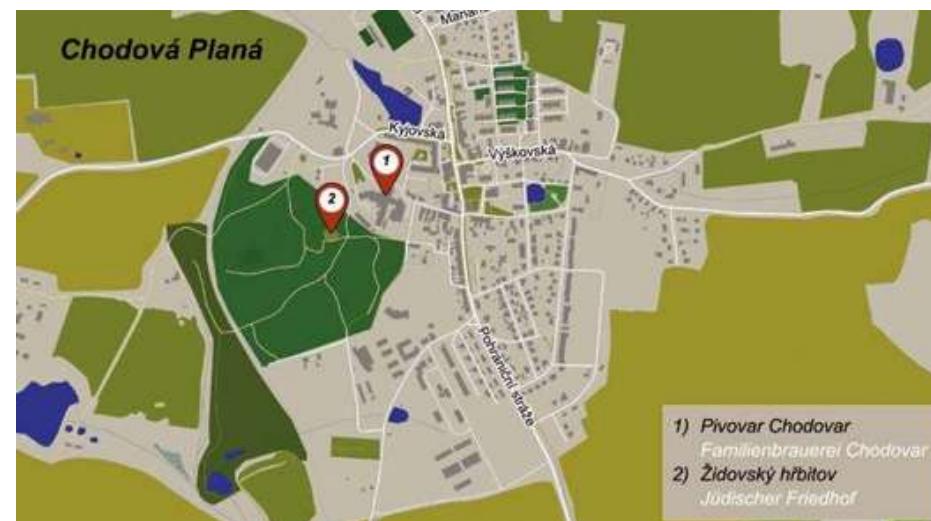 Chodová Planá
Kyjovská
1
Výškovská
2
Pohraniční stráže
1) Pivovar Chodovar
Familienbrauerei Chodovar
2) Židovský hřbitov
Jüdischer Friedhof